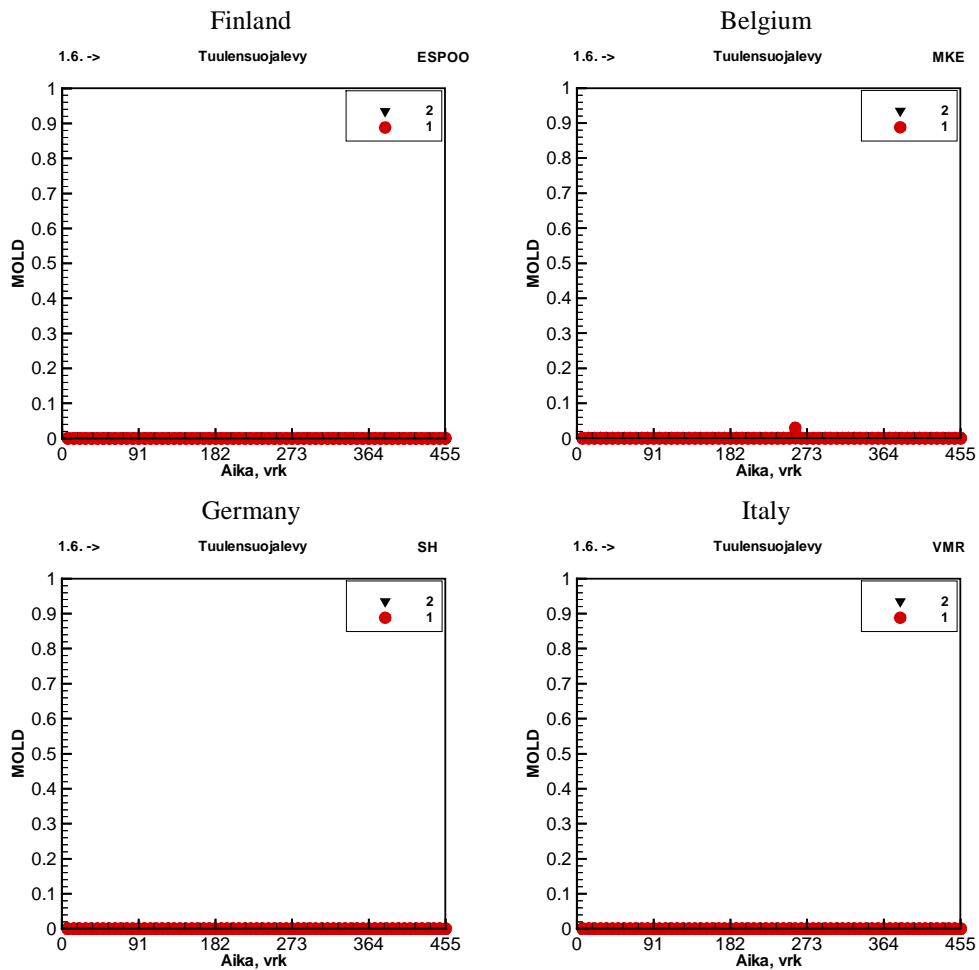 Finland
1.6. -> Tuulensuojalevy ESPOO
1
2
1
0.9
0.8
0.7
0.6
0.5
0.4
0.3
0.2
0.1
0
MOLD
0 91 182 273 364 455
Aika, vrk
Belgium
1.6. -> Tuulensuojalevy MKE
1
2
1
0.9
0.8
0.7
0.6
0.5
0.4
0.3
0.2
0.1
0
MOLD
0 91 182 273 364 455
Aika, vrk
Germany
1.6. -> Tuulensuojalevy SH
1
2
1
0.9
0.8
0.7
0.6
0.5
0.4
0.3
0.2
0.1
0
MOLD
0 91 182 273 364 455
Aika, vrk
Italy
1.6. -> Tuulensuojalevy VMR
1
2
1
0.9
0.8
0.7
0.6
0.5
0.4
0.3
0.2
0.1
0
MOLD
0 91 182 273 364 455
Aika, vrk